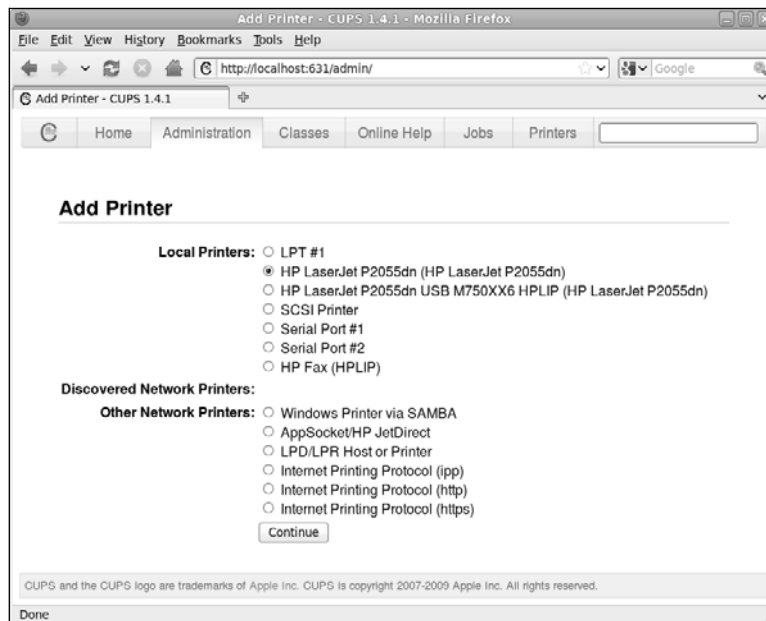 Add Printer - CUPS 1.4.1 - Mozilla Firefox
File Edit View History Bookmarks Tools Help
http://localhost:631/admin/
Google
Add Printer - CUPS 1.4.1
Home Administration Classes Online Help Jobs Printers
Add Printer
Local Printers: LPT #1
HP LaserJet P2055dn (HP LaserJet P2055dn)
HP LaserJet P2055dn USB M750XX6 HPLIP (HP LaserJet P2055dn)
SCSI Printer
Serial Port #1
Serial Port #2
HP Fax (HPLIP)
Discovered Network Printers:
Other Network Printers: Windows Printer via SAMBA
AppSocket/HP JetDirect
LPD/LPR Host or Printer
Internet Printing Protocol (ipp)
Internet Printing Protocol (http)
Internet Printing Protocol (https)
Continue
CUPS and the CUPS logo are trademarks of Apple Inc. CUPS is copyright 2007-2009 Apple Inc. All rights reserved.
Done